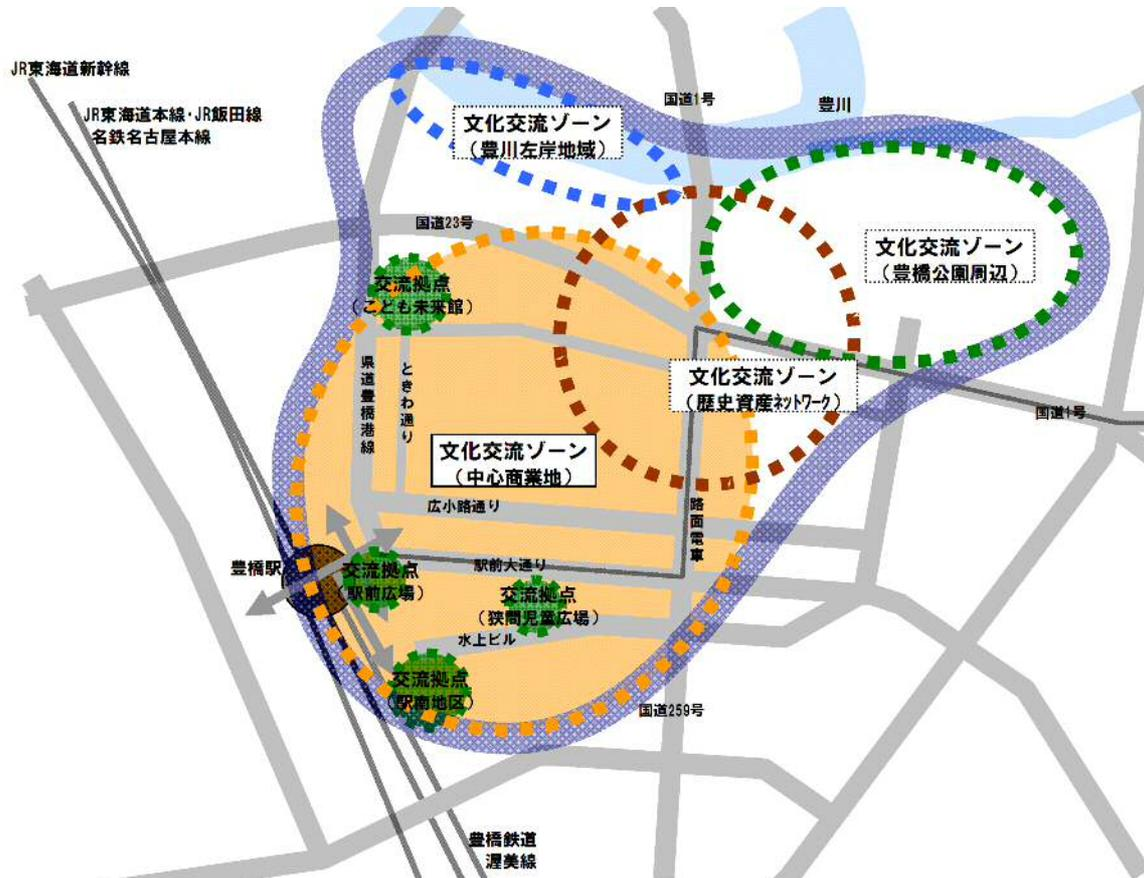 JR東海道新幹線
JR東海道本線・JR飯田線
名鉄名古屋本線
文化交流ゾーン
(豊川左岸地域)
国道1号
豊川
国道23号
文化交流ゾーン
(豊橋公園周辺)
交流拠点
(こども未来館)
県道豊橋港線
ときわ通り
文化交流ゾーン
(歴史資産ネットワーク)
国道1号
文化交流ゾーン
(中心商業地)
広小路通り
路面電車
豊橋駅
交流拠点
(駅前広場)
駅前大通り
交流拠点
(狭間児童広場)
水上ビル
交流拠点
(駅南地区)
国道259号
豊橋鉄道
渥美線